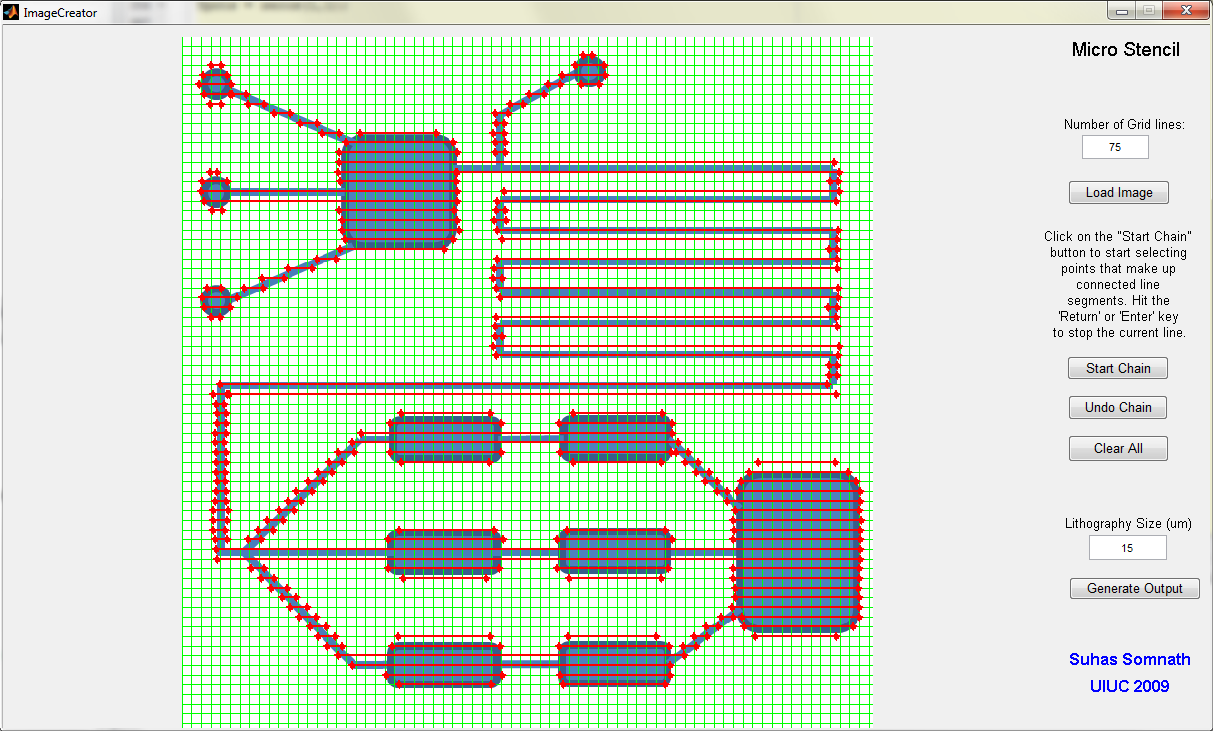 ImageCreator
Micro Stencil
Number of Grid lines:
75
Load Image
Click on the "Start Chain"
button to start selecting
points that make up
connected line
segments. Hit the
'Return' or 'Enter' key
to stop the current line.
Start Chain
Undo Chain
Clear All
Lithography Size (um)
15
Generate Output
Suhas Somnath
UIUC 2009